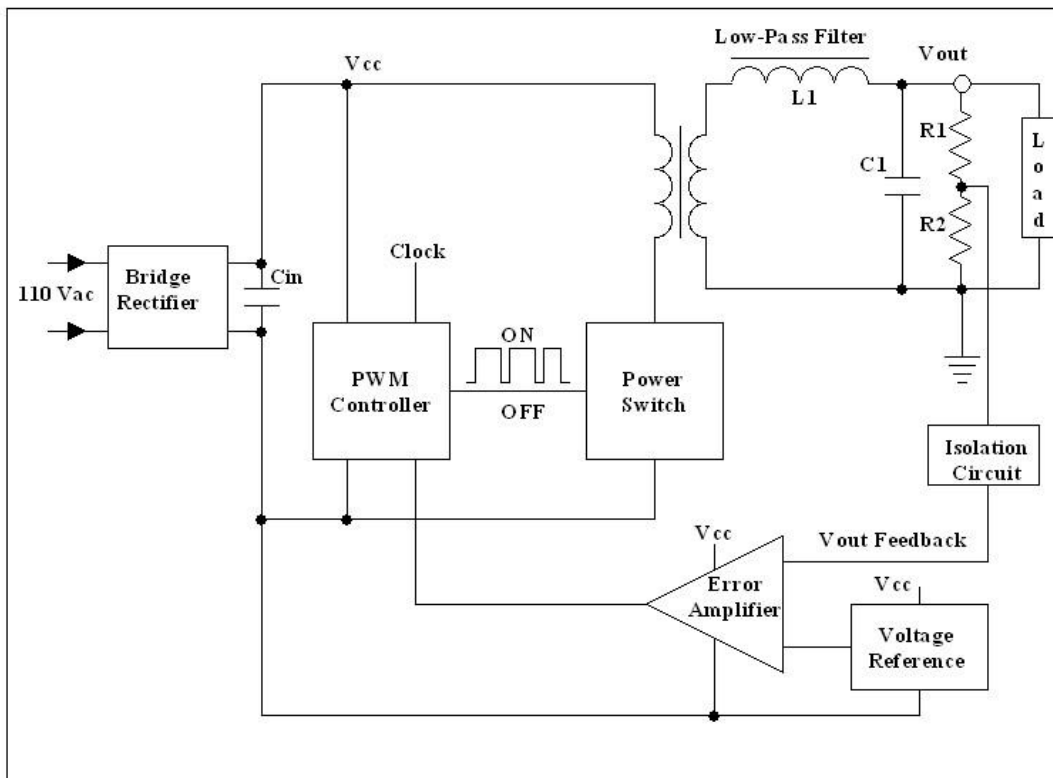 Low-Pass Filter
Vcc
Vout
L1
R1
C1
R2
Load
Clock
110 Vac
Bridge
Rectifier
Cin
PWM
Controller
ON
OFF
Power
Switch
Isolation
Circuit
Vcc
Vout Feedback
Error
Amplifier
Vcc
Voltage
Reference